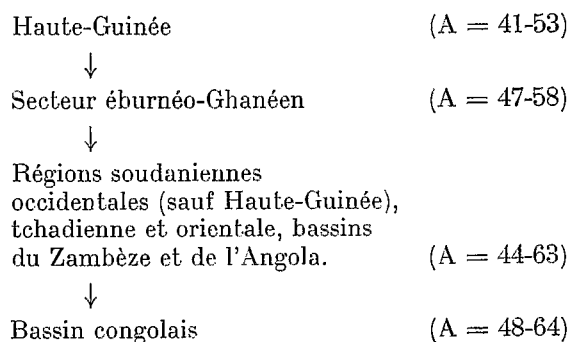 Haute-Guinée (A = 41-53)
↓
Secteur éburnéo-Ghanéen (A = 47-58)
↓
Régions soudaniennes
occidentales (sauf Haute-Guinée),
tchadienne et orientale, bassins
du Zambèze et de l'Angola. (A = 44-63)
↓
Bassin congolais (A = 48-64)